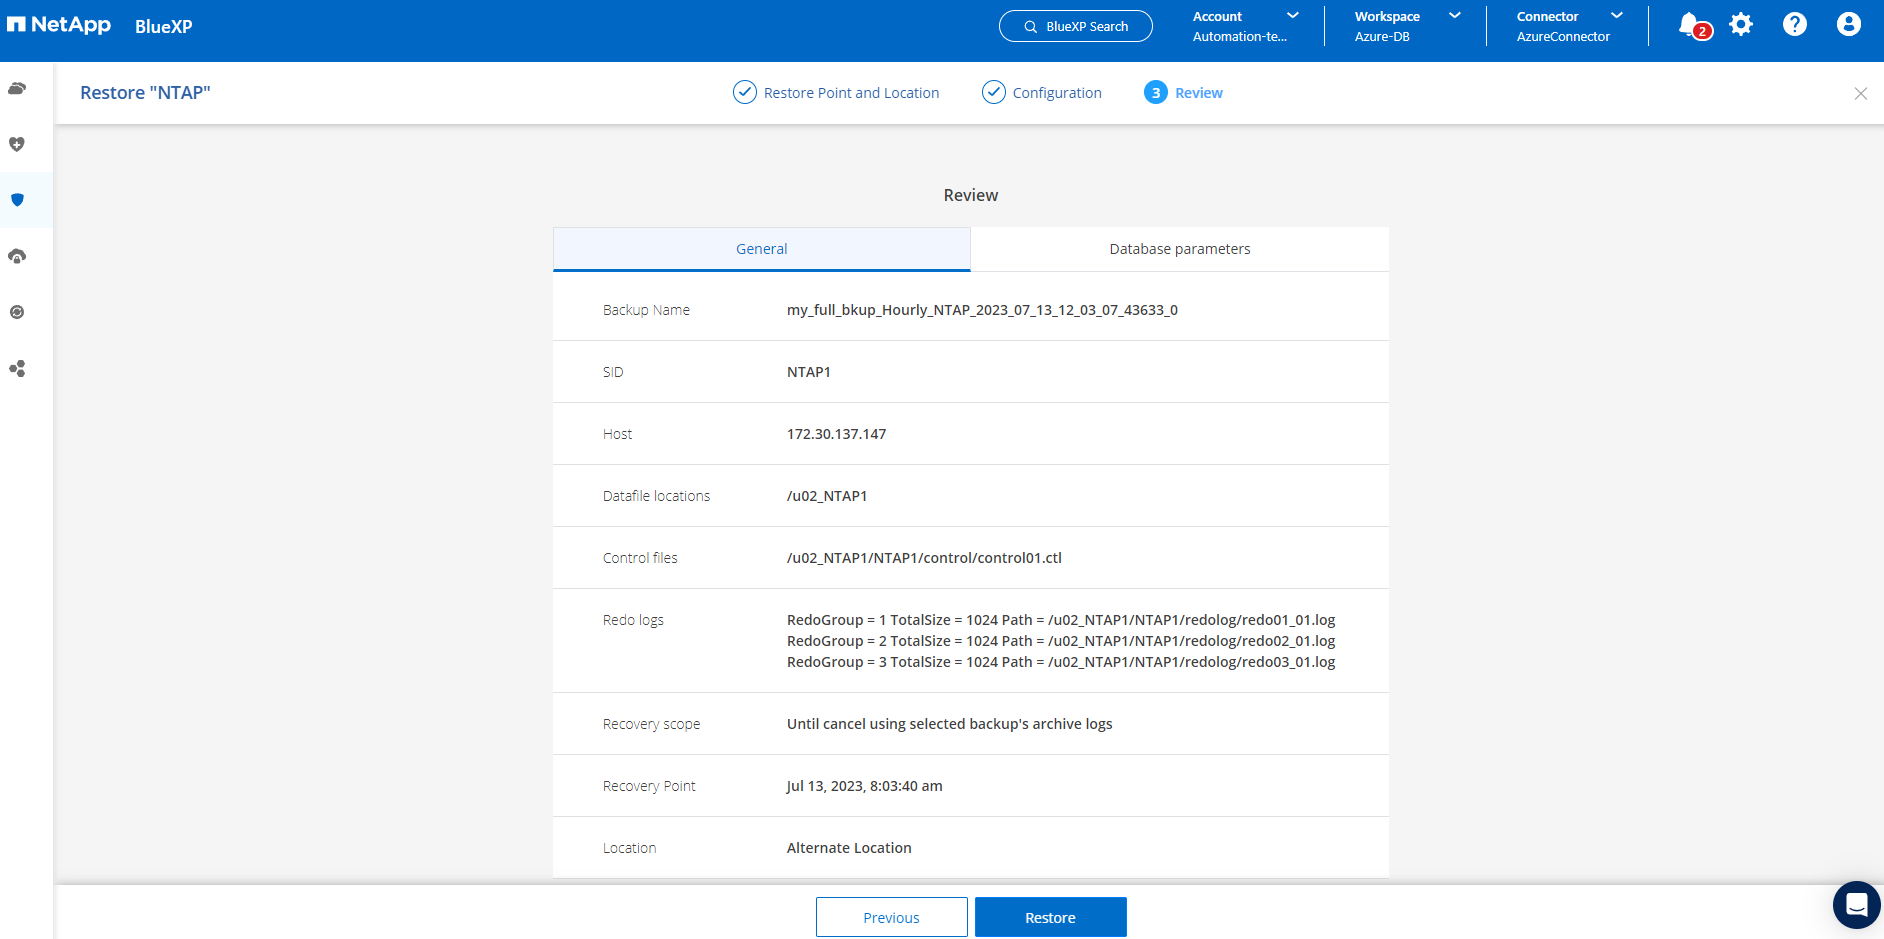 NetApp BlueXP
BlueXP Search
Account
Automation-te...
Workspace
Azure-DB
Connector
AzureConnector
2
Restore "NTAP"
Restore Point and Location
Configuration
3 Review
Review
General
Database parameters
Backup Name my_full_bkup_Hourly_NTAP_2023_07_13_12_03_07_43633_0
SID NTAP1
Host 172.30.137.147
Datafile locations /u02_NTAP1
Control files /u02_NTAP1/NTAP1/control/control01.ctl
Redo logs RedoGroup = 1 TotalSize = 1024 Path = /u02_NTAP1/NTAP1/redolog/redo01_01.log
RedoGroup = 2 TotalSize = 1024 Path = /u02_NTAP1/NTAP1/redolog/redo02_01.log
RedoGroup = 3 TotalSize = 1024 Path = /u02_NTAP1/NTAP1/redolog/redo03_01.log
Recovery scope Until cancel using selected backup's archive logs
Recovery Point Jul 13, 2023, 8:03:40 am
Location Alternate Location
Previous
Restore